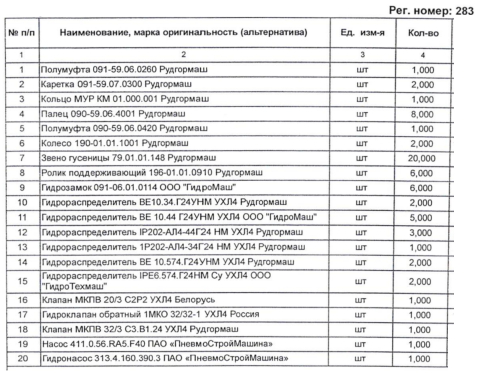 Рег. номер: 283
№ п/п Наименование, марка оригинальность (альтернатива) Ед. изм-я Кол-во
1 2 3 4
1 Полумуфта 091-59.06.0260 Рудгормаш шт 1,000
2 Каретка 091-59.07.0300 Рудгормаш шт 2,000
3 Кольцо МУР КМ 01.000.001 Рудгормаш шт 1,000
4 Палец 090-59.06.4001 Рудгормаш шт 8,000
5 Полумуфта 090-59.06.0420 Рудгормаш шт 1,000
6 Колесо 190-01.01.1001 Рудгормаш шт 2,000
7 Звено гусеницы 79.01.01.148 Рудгормаш шт 20,000
8 Ролик поддерживающий 196-01.01.0910 Рудгормаш шт 6,000
9 Гидрозамок 091-06.01.0114 ООО "ГидроМаш" шт 6,000
10 Гидрораспределитель ВЕ10.34.Г24УНМ УХЛ4 Рудгормаш шт 2,000
11 Гидрораспределитель ВЕ 10.44 Г24УНМ УХЛ4 ООО "ГидроМаш" шт 5,000
12 Гидрораспределитель IР202-АЛ4-44Г24 НМ УХЛ4 Рудгормаш шт 3,000
13 Гидрораспределитель 1Р202-АЛ4-34Г24 НМ УХЛ4 Рудгормаш шт 1,000
14 Гидрораспределитель ВЕ 10.574.Г24УНМ УХЛ4 Рудгормаш шт 2,000
15 Гидрораспределитель IРЕ6.574.Г24НМ Су УХЛ4 ООО шт 2,000
"ГидроТехмаш"
16 Клапан МКПВ 20/3 С2Р2 УХЛ4 Белорусь шт 1,000
17 Гидроклапан обратный 1МКО 32/32-1 УХЛ4 Россия шт 1,000
18 Клапан МКПВ 32/3 С3.В1.24 УХЛ4 Рудгормаш шт 1,000
19 Насос 411.0.56.RA5.F40 ПАО «ПневмоСтройМашина» шт 1,000
20 Гидронасос 313.4.160.390.3 ПАО «ПневмоСтройМашина» шт 1,000